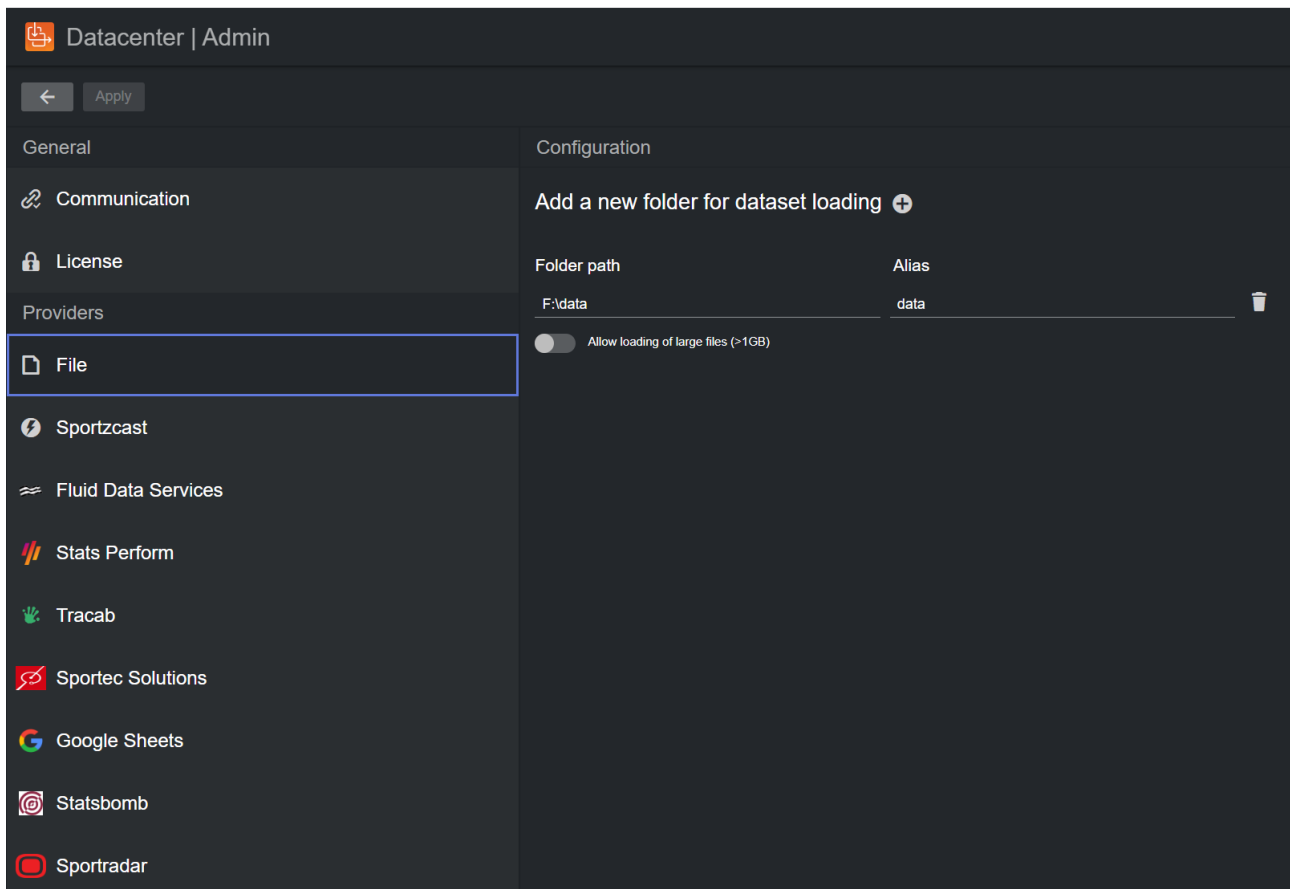 Datacenter | Admin
Apply
General
Communication
License
Providers
File
Sportzcast
Fluid Data Services
Stats Perform
Tracab
Sportec Solutions
Google Sheets
Statsbomb
Sportradar
Configuration
Add a new folder for dataset loading
Folder path Alias
F:\data data
Allow loading of large files (>1GB)